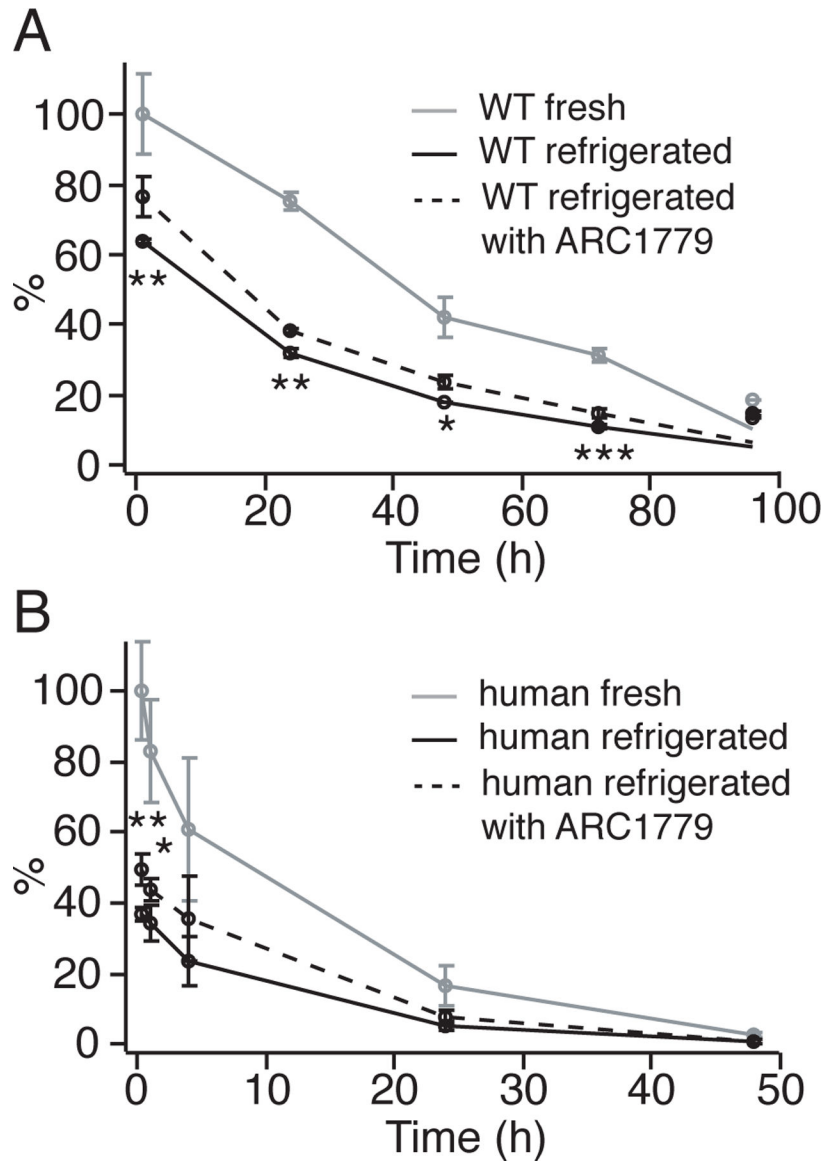 A
WT fresh
WT refrigerated
WT refrigerated
with ARC1779
100
80
60
40
20
0
%
**
**
*
***
0 20 40 60 80 100
Time (h)
B
human fresh
human refrigerated
human refrigerated
with ARC1779
100
80
60
40
20
0
%
**
*
0 10 20 30 40 50
Time (h)